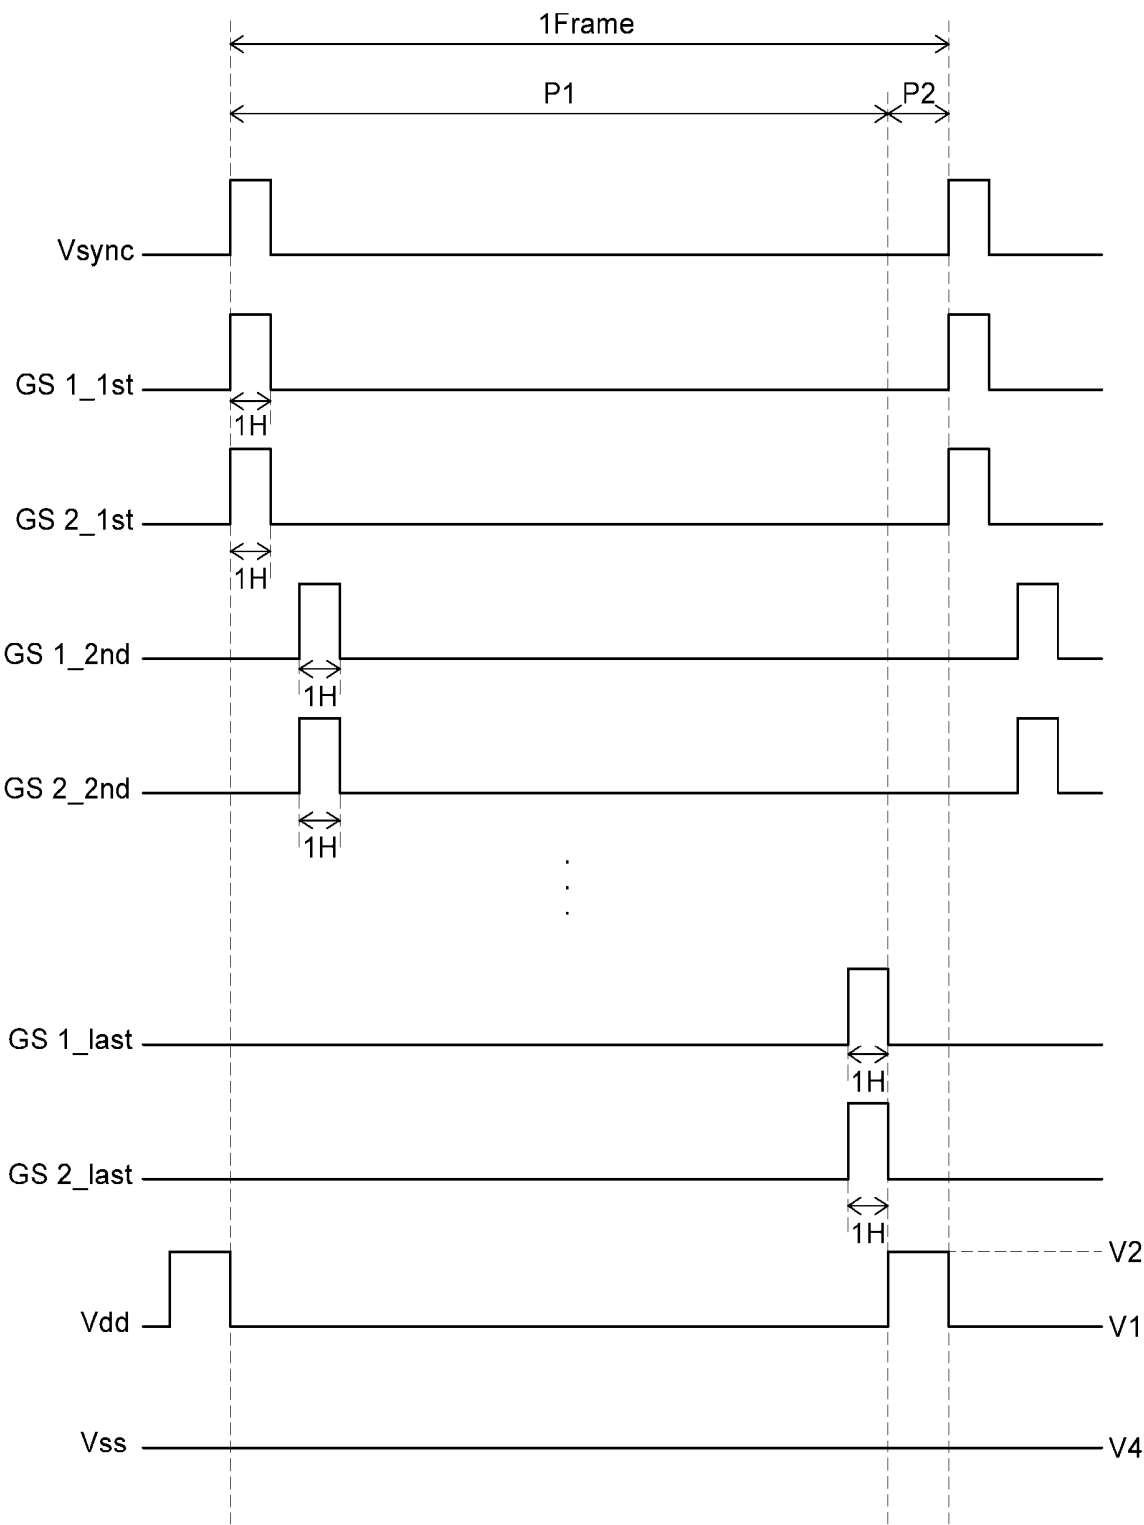 1Frame
P1 P2
Vsync
GS 1_1st
1H
GS 2_1st
1H
GS 1_2nd
1H
GS 2_2nd
1H
GS 1_last
1H
GS 2_last
1H
V2
Vdd V1
Vss V4